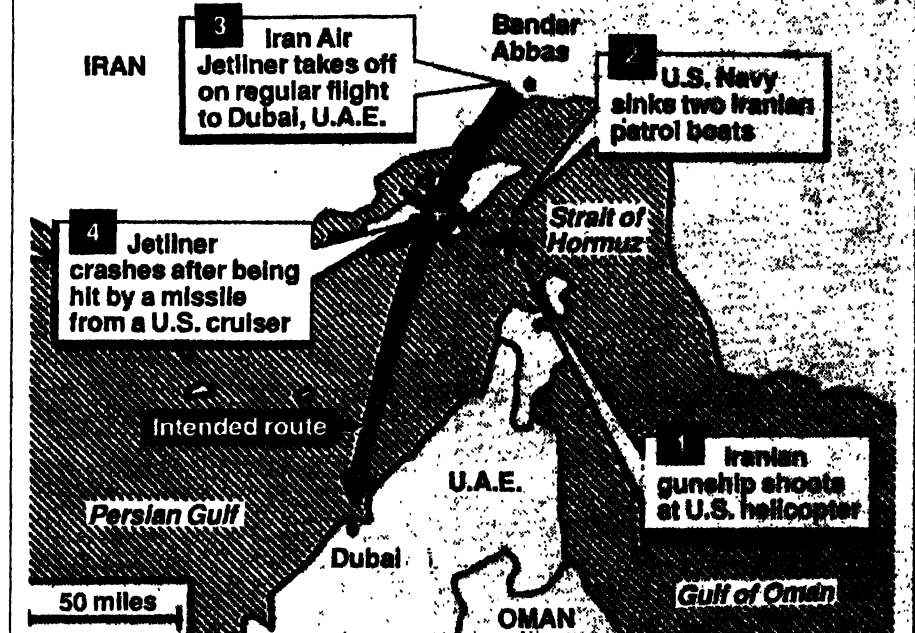 IRAN
3
Iran Air
Jetliner takes off
on regular flight
to Dubai, U.A.E.
Bandar
Abbas
2
U.S. Navy
sinks two Iranian
patrol boats
4
Jetliner
crashes after being
hit by a missile
from a U.S. cruiser
Strait of
Hormuz
Intended route
1
Iranian
gunship shoots
at U.S. helicopter
U.A.E.
Persian Gulf
Dubai
50 miles
OMAN
Gulf of Oman